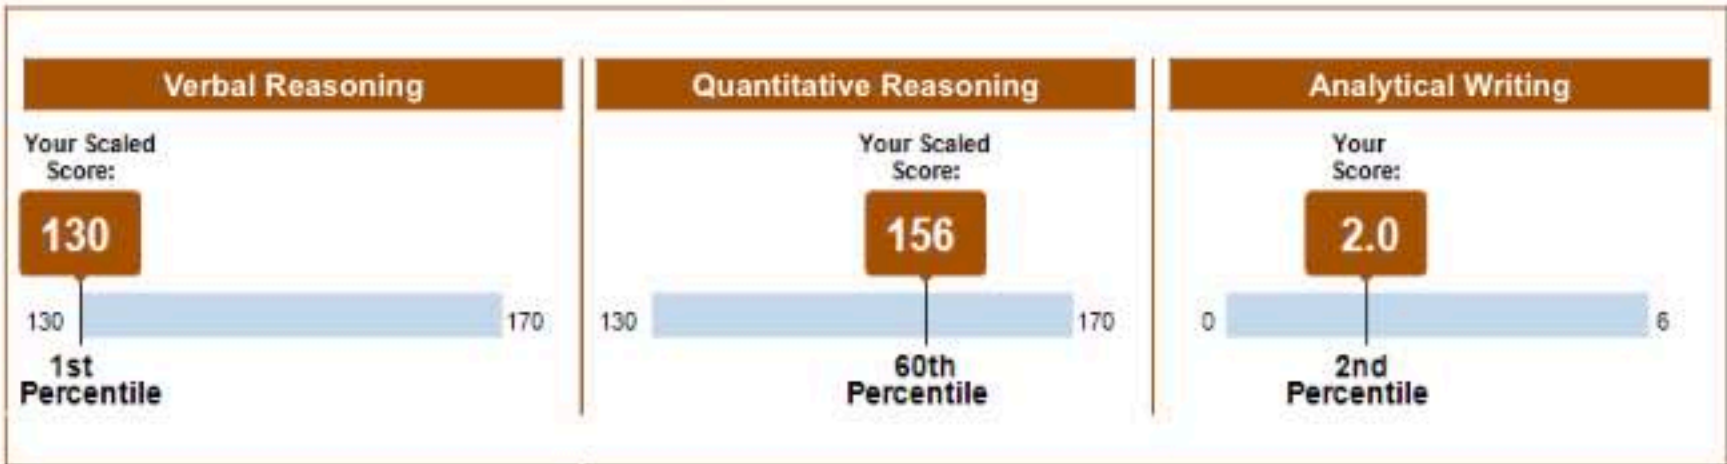 Verbal Reasoning
Your Scaled
Score:
130
130
170
1st
Percentile
Quantitative Reasoning
Your Scaled
Score:
156
130
170
60th
Percentile
Analytical Writing
Your
Score:
2.0
0
6
2nd
Percentile